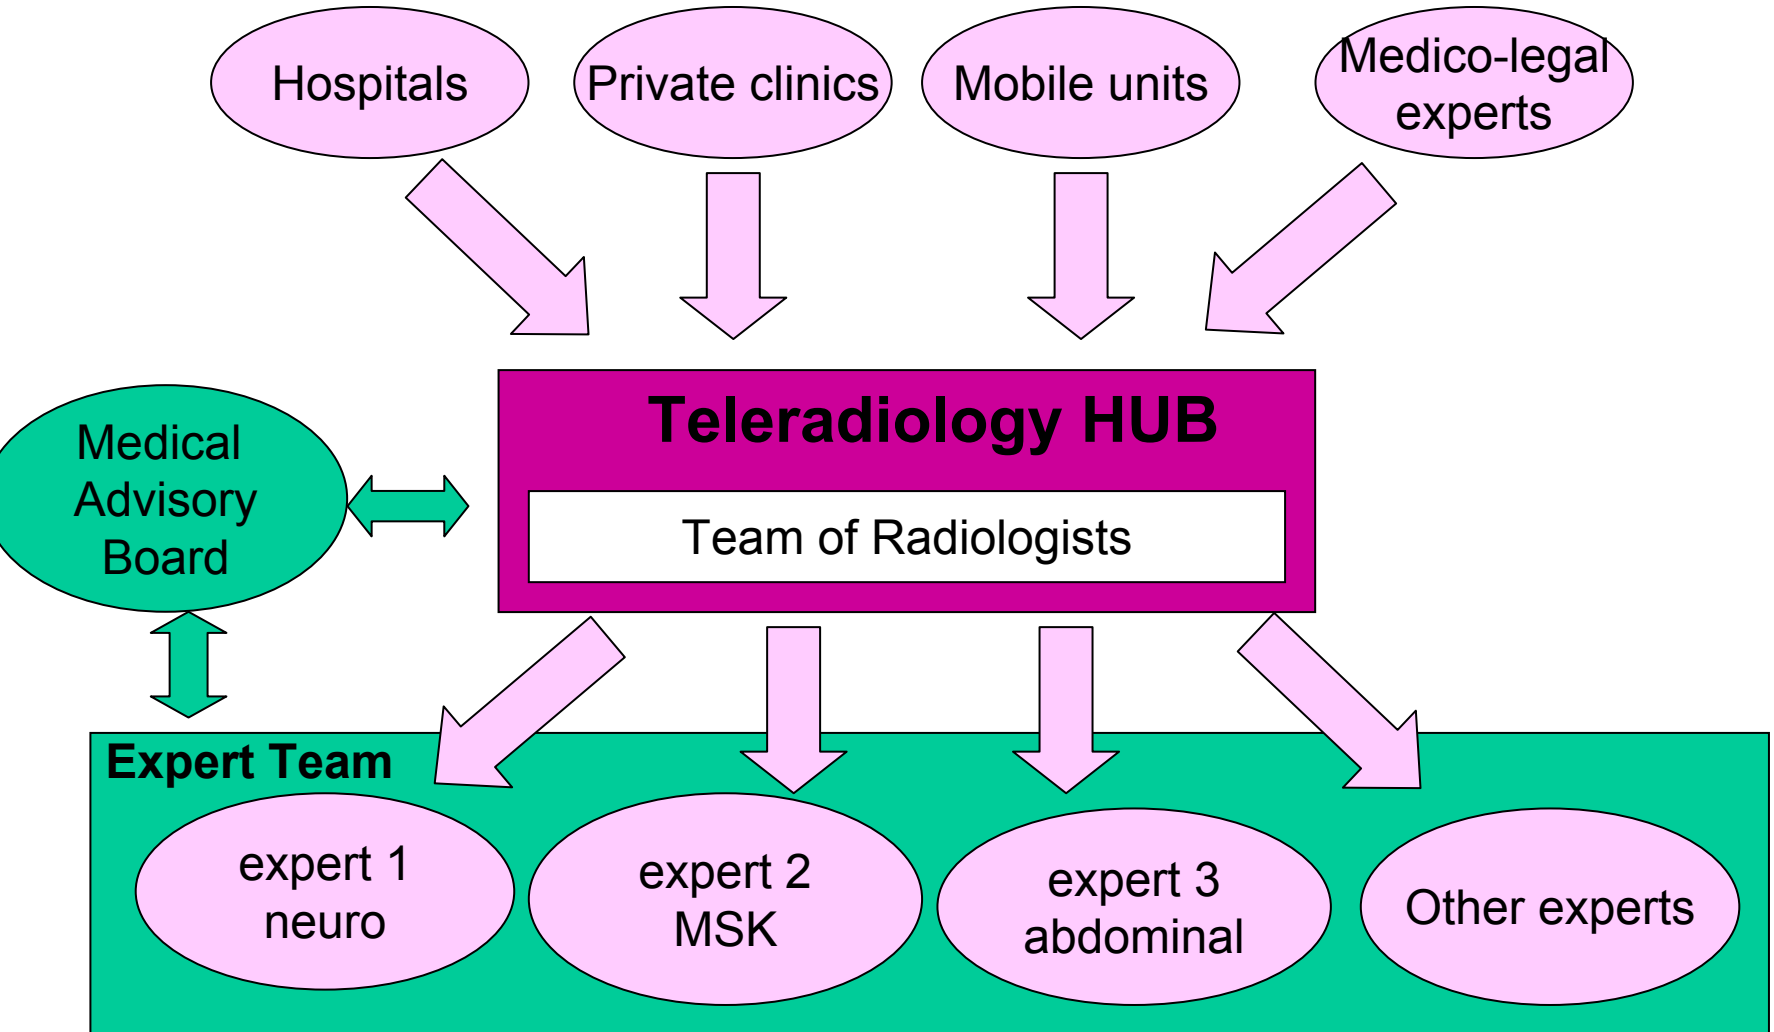 Hospitals
Private clinics
Mobile units
Medico-legal
experts
Teleradiology HUB
Team of Radiologists
Medical
Advisory
Board
Expert Team
expert 1
neuro
expert 2
MSK
expert 3
abdominal
Other experts